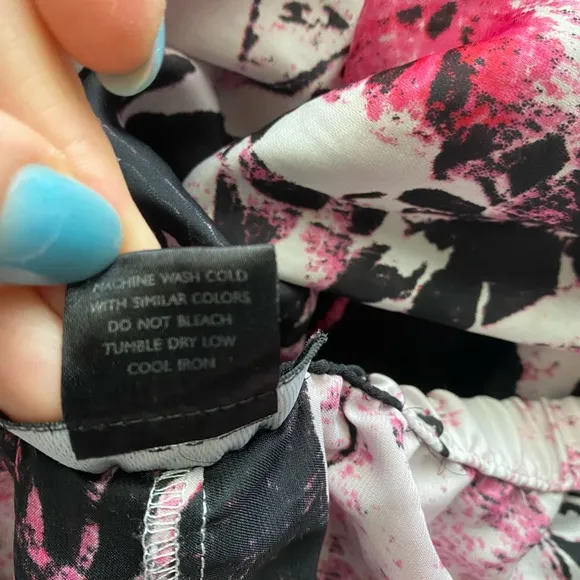 MACHINE WASH COLD
WITH SIMILAR COLORS
DO NOT BLEACH
TUMBLE DRY LOW
COOL IRON